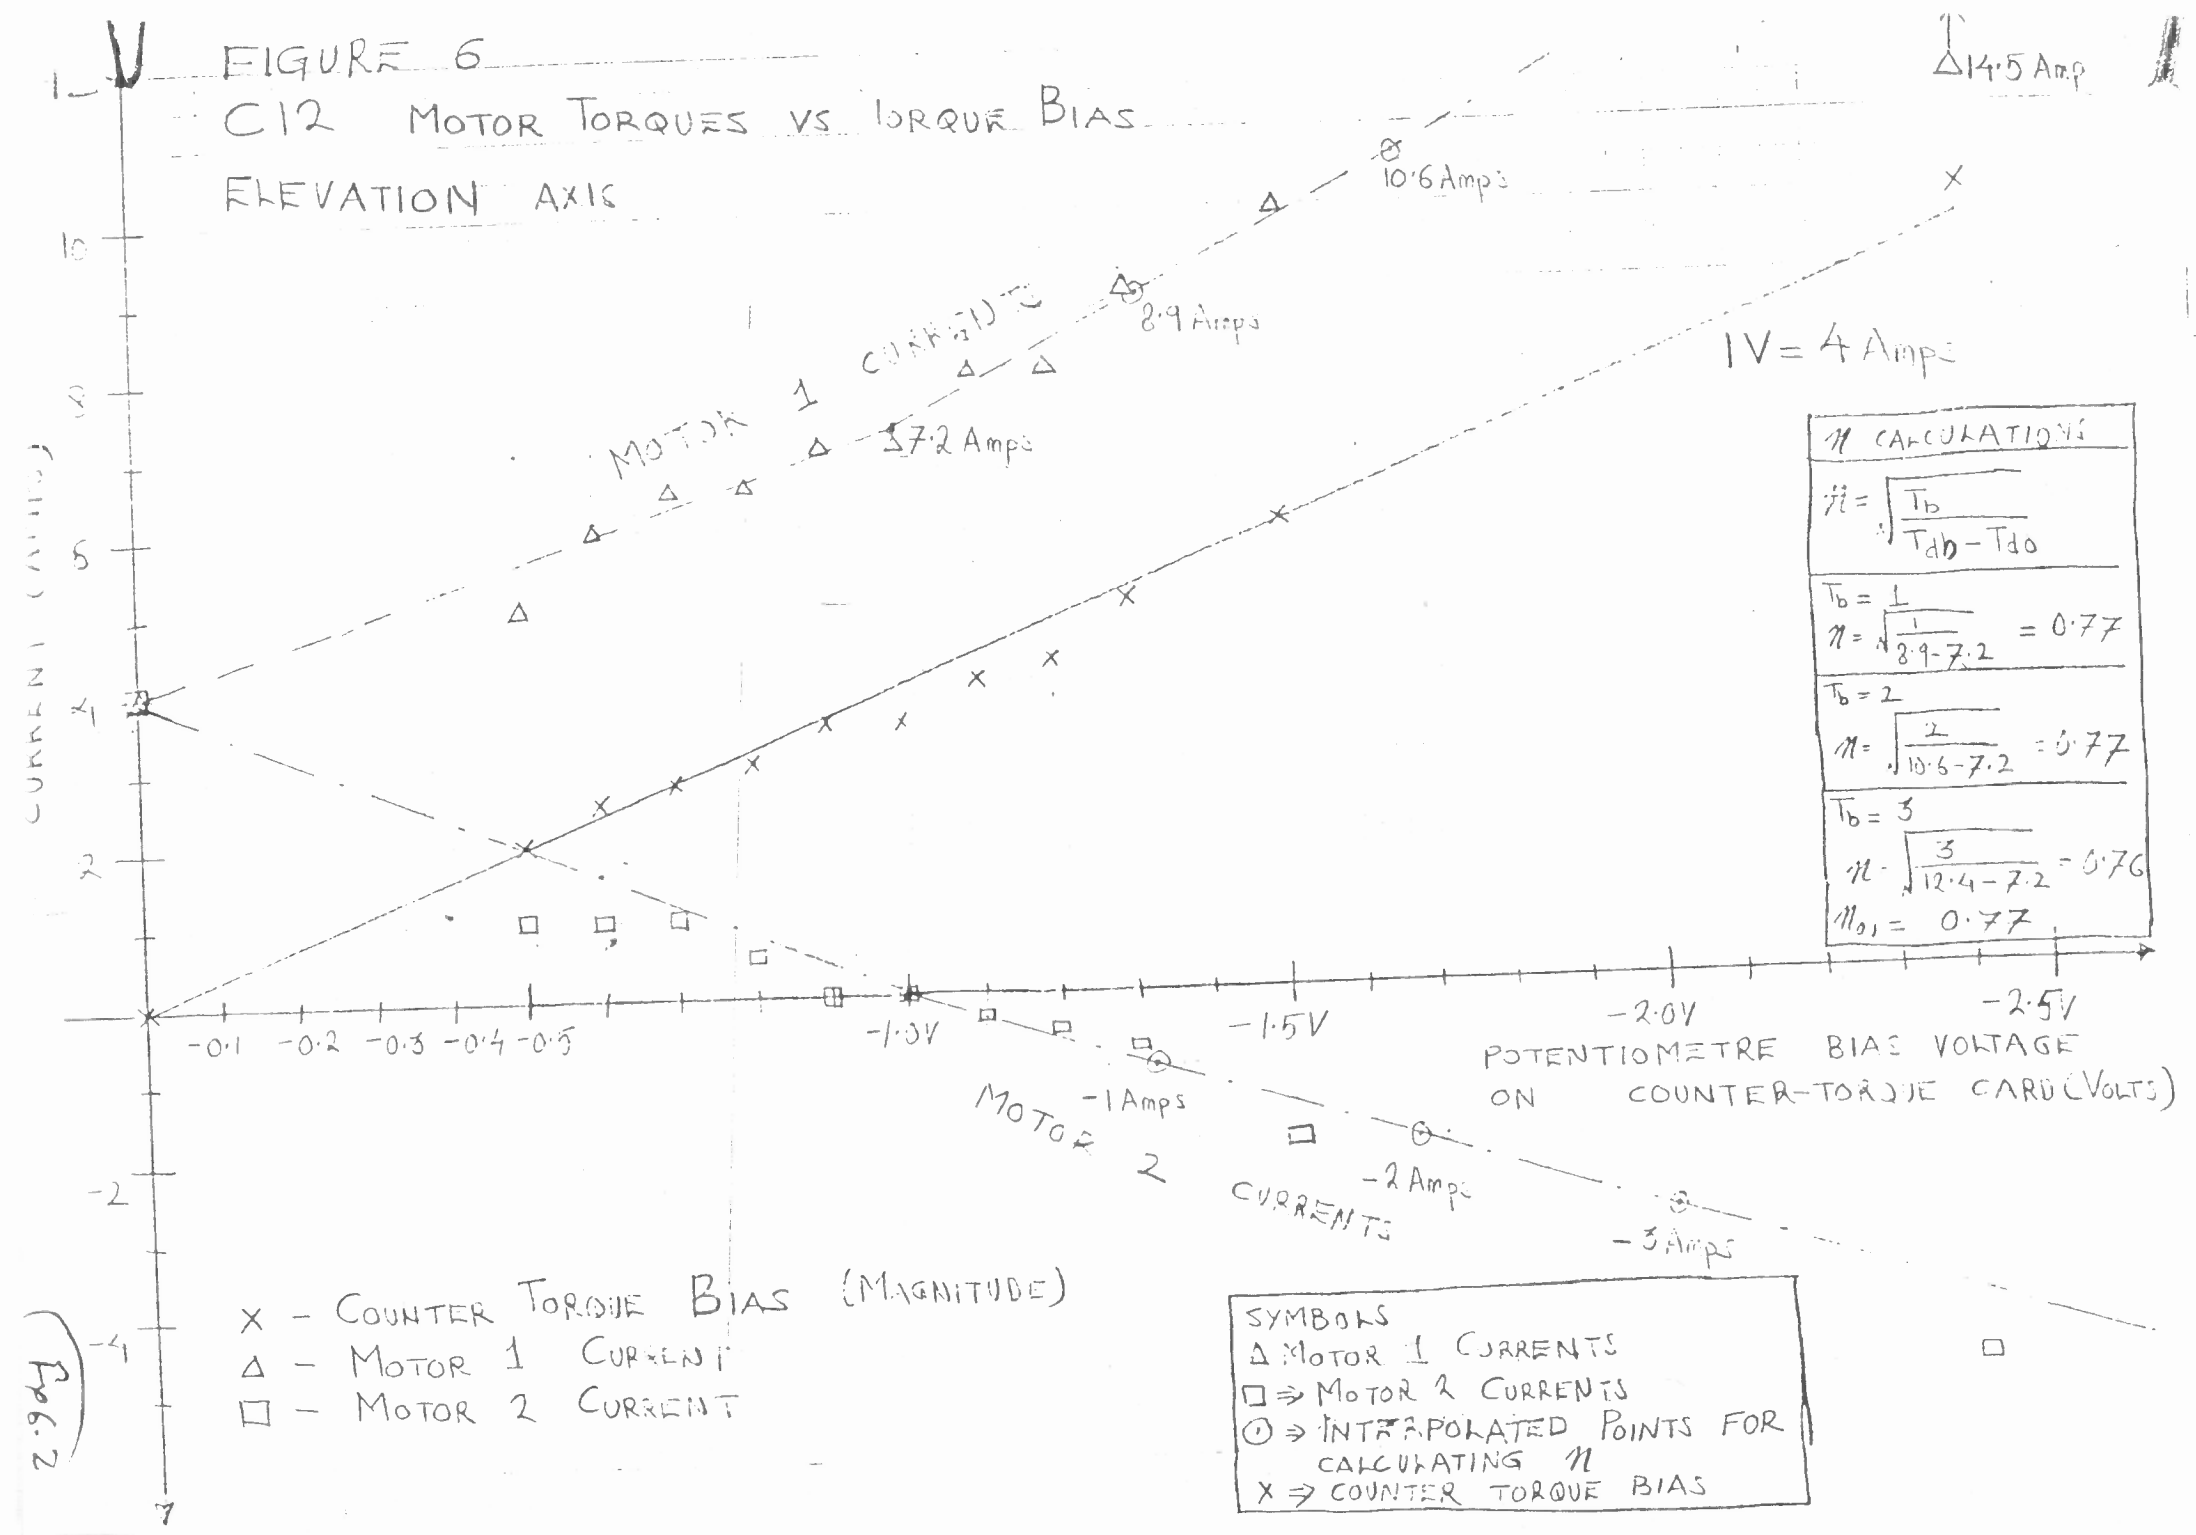 FIGURE 6
C12 MOTOR TORQUES VS TORQUE BIAS
ELEVATION AXIS
14.5 Amp
10.6 Amps
8.9 Amps
7.2 Amps
MOTOR 1 CURRENTS
1V = 4 Amps
CURRENT (AMPS)
10
8
6
4
2
-2
-4
η CALCULATIONS
η = √ Tb / Tdb - Tdo
Tb = 1
η = √ 1 / 8.9-7.2 = 0.77
Tb = 2
η = √ 2 / 10.6-7.2 = 0.77
Tb = 3
η = √ 3 / 12.4-7.2 = 0.76
= 0.77
-0.1 -0.2 -0.3 -0.4 -0.5 -1.0V -1.5V -2.0V -2.5V
POTENTIOMETRE BIAS VOLTAGE
ON COUNTER-TORQUE CARD (VOLTS)
-1 Amps
-2 Amps
-3 Amps
MOTOR 2 CURRENTS
X - COUNTER TORQUE BIAS (MAGNITUDE)
△ - MOTOR 1 CURRENT
□ - MOTOR 2 CURRENT
SYMBOLS
△ MOTOR 1 CURRENTS
□ ⇒ MOTOR 2 CURRENTS
⊙ ⇒ INTERPOLATED POINTS FOR
CALCULATING η
X ⇒ COUNTER TORQUE BIAS